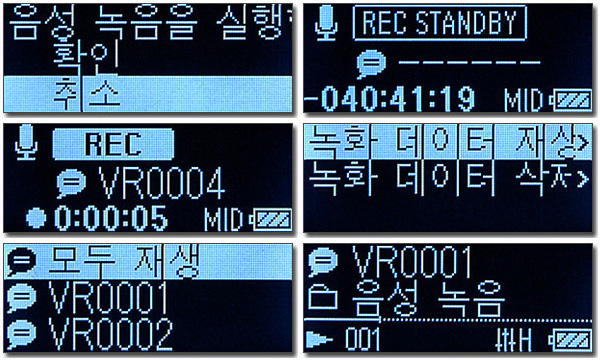 음성 녹음을 실행
확인
취소
REC STANDBY
------
-040:41:19 MID
REC
VR0004
0:00:05 MID
녹화 데이터 재생>
녹화 데이터 삭제>
모두 재생
VR0001
VR0002
VR0001
음성 녹음
001 H